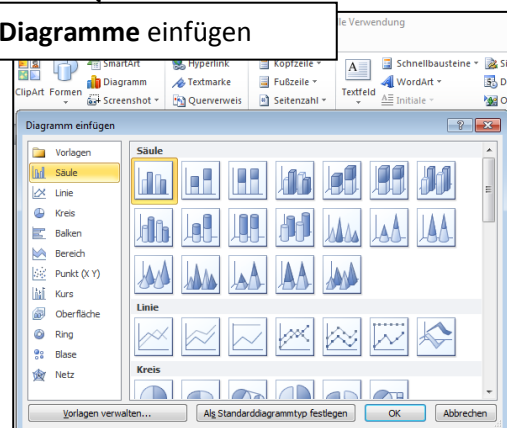 Diagramme einfügen
le Verwendung
SmartArt Hyperlink Kopfzeile Schnellbausteine
Diagramm Textmarke Fußzeile WordArt
ClipArt Formen Screenshot Querverweis Seitenzahl Textfeld Initiale
Diagramm einfügen
Vorlagen
Säule
Linie
Kreis
Balken
Bereich
Punkt (X Y)
Kurs
Oberfläche
Ring
Blase
Netz
Säule
Linie
Kreis
Vorlagen verwalten... Als Standarddiagrammtyp festlegen OK Abbrechen